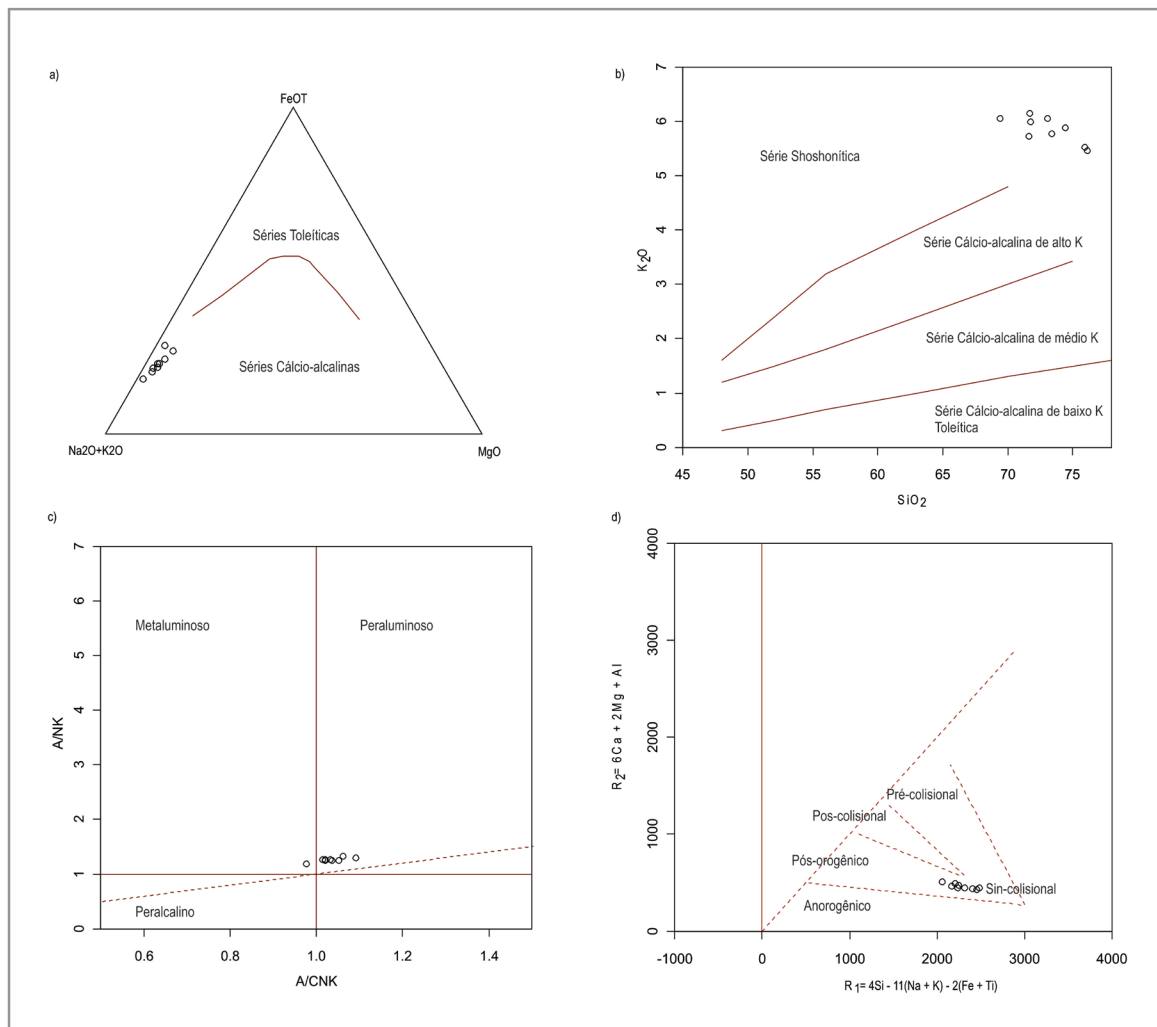 a)
FeOT
Séries Toleíticas
Séries Cálcio-alcalinas
Na2O+K2O
MgO
b)
7
6
5
4
3
2
1
0
K2O
Série Shoshonítica
Série Cálcio-alcalina de alto K
Série Cálcio-alcalina de médio K
Série Cálcio-alcalina de baixo K
Toleítica
45
50
55
60
65
70
75
SiO2
c)
7
6
5
4
3
2
1
0
A/NK
Metaluminoso
Peraluminoso
Peralcalino
0.6
0.8
1.0
1.2
1.4
A/CNK
d)
4000
3000
2000
1000
0
R2= 6Ca + 2Mg + Al
Pré-colisional
Pos-colisional
Pós-orogênico
Sin-colisional
Anorogênico
-1000
0
1000
2000
3000
4000
R1= 4Si - 11(Na + K) - 2(Fe + Ti)